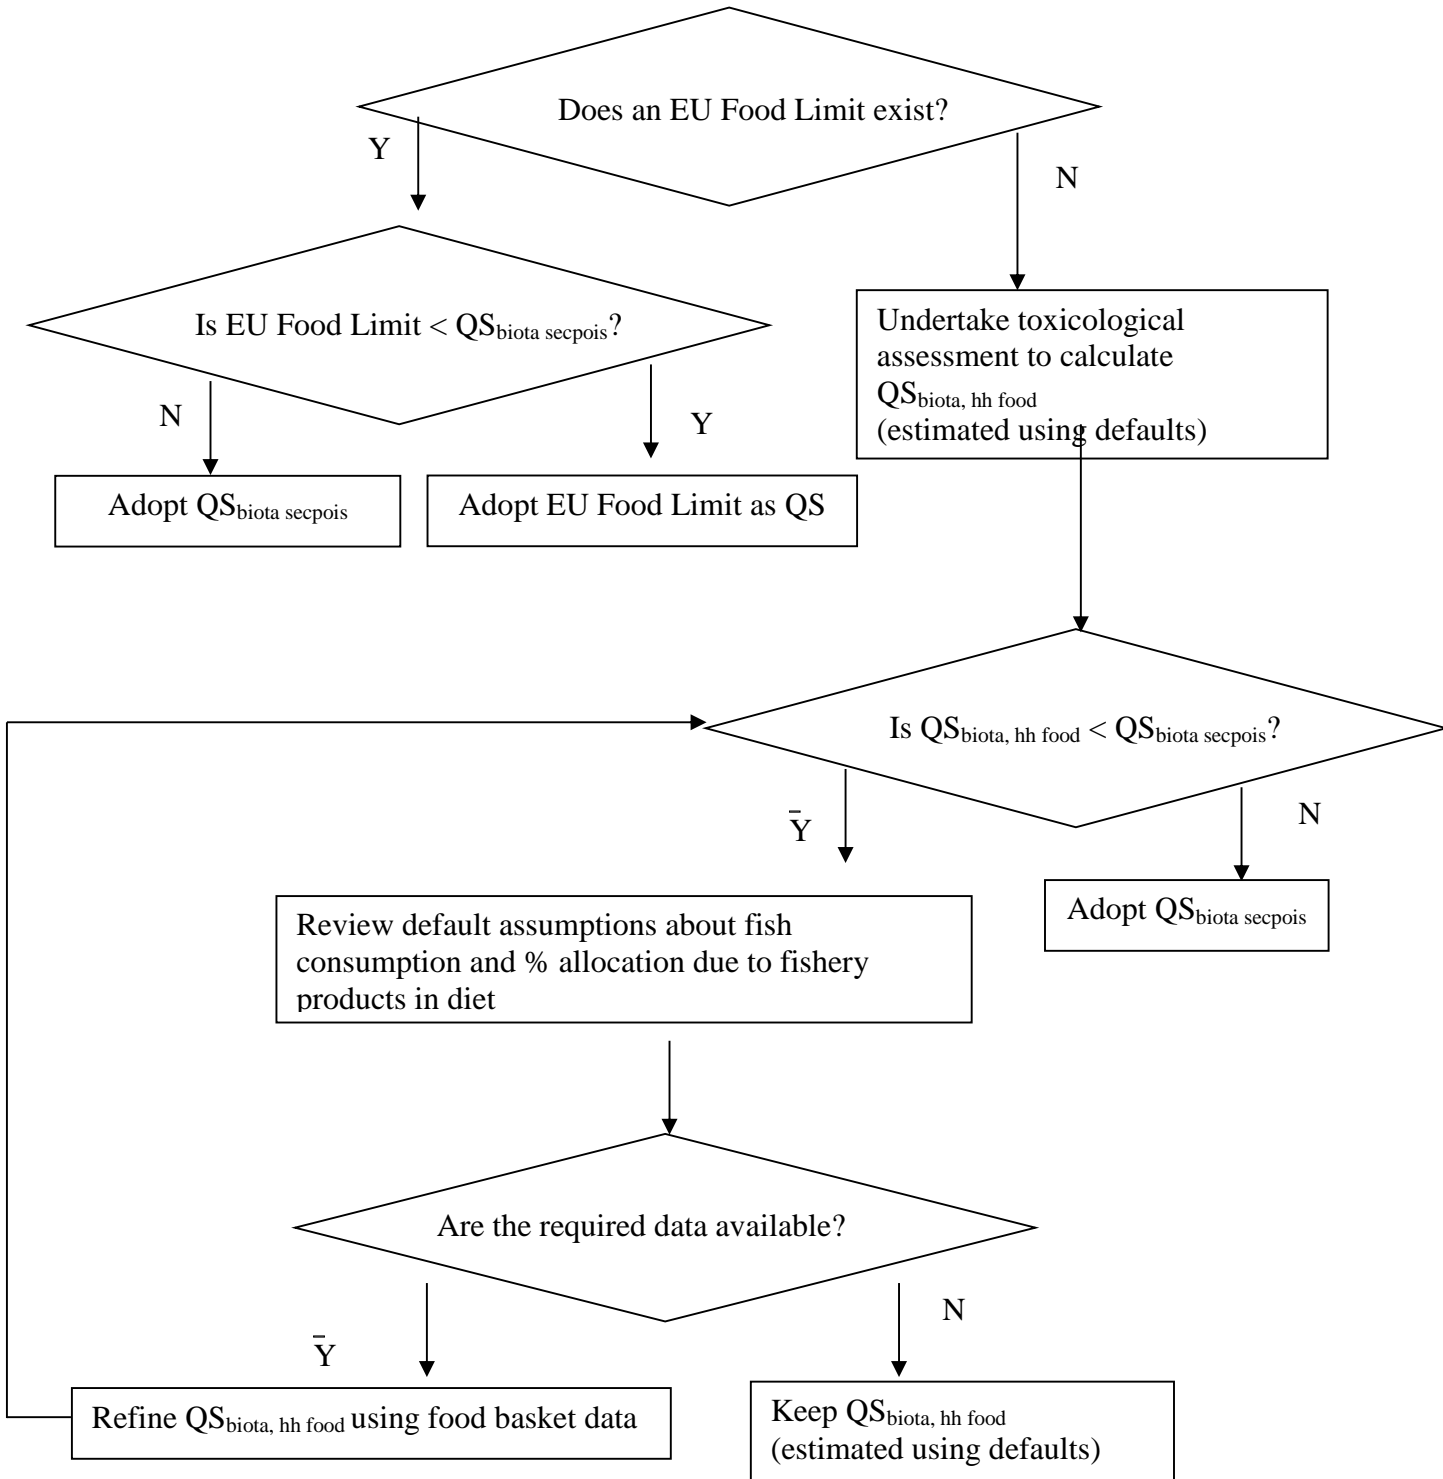 Does an EU Food Limit exist?
Y
N
Is EU Food Limit < QSbiota secpois?
N
Y
Undertake toxicological
assessment to calculate
QSbiota, hh food
(estimated using defaults)
Adopt QSbiota secpois
Adopt EU Food Limit as QS
Is QSbiota, hh food < QSbiota secpois?
Y
N
Adopt QSbiota secpois
Review default assumptions about fish
consumption and % allocation due to fishery
products in diet
Are the required data available?
Y
N
Refine QSbiota, hh food using food basket data
Keep QSbiota, hh food
(estimated using defaults)